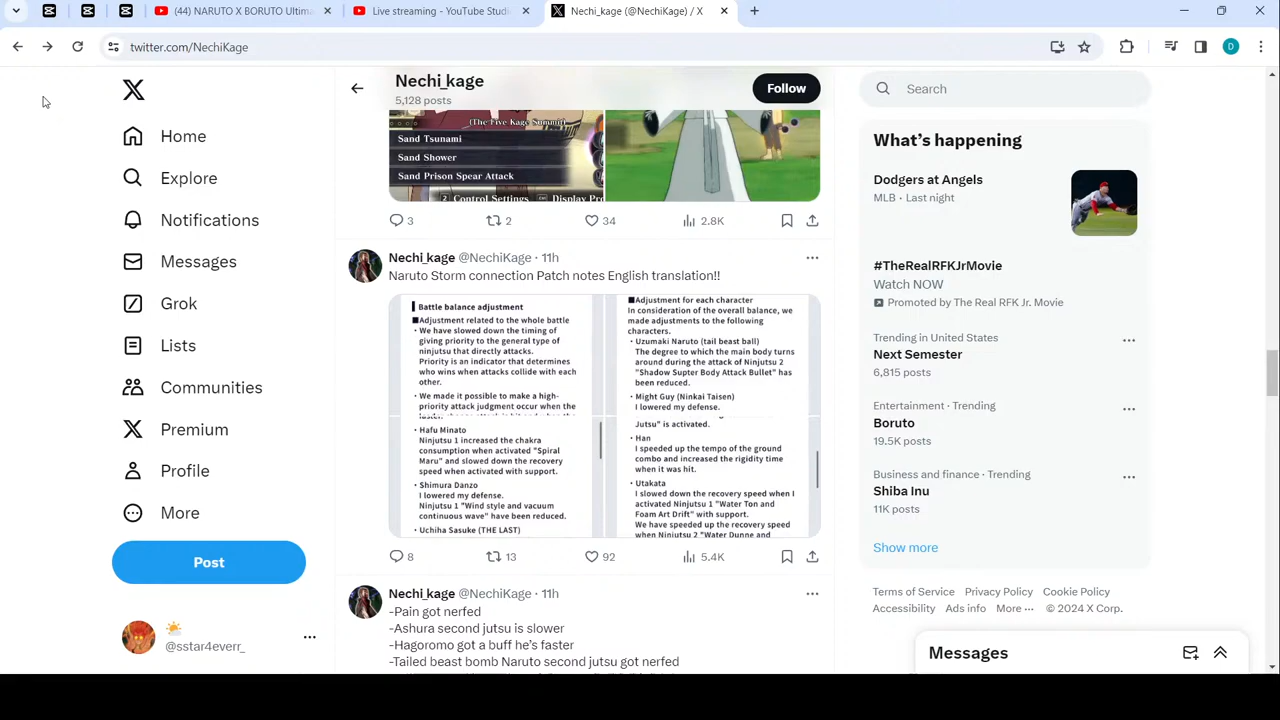 (44) NARUTO X BORUTO Ultima
Live streaming - YouTube Studi
Nechi_kage (@NechiKage) / X
twitter.com/NechiKage
D
Home
Explore
Notifications
Messages
Grok
Lists
Communities
Premium
Profile
More
Post
@sstar4everr_
Nechi_kage
5,128 posts
Follow
(The Five Kage Summit)
Sand Tsunami
Sand Shower
Sand Prison Spear Attack
Control Settings
3
2
34
2.8K
Nechi_kage @NechiKage · 11h
Naruto Storm connection Patch notes English translation!!
Battle balance adjustment
■Adjustment related to the whole battle
・We have slowed down the timing of
giving priority to the general type of
ninjutsu that directly attacks.
Priority is an indicator that determines
who wins when attacks collide with each
other.
・We made it possible to make a high-
priority attack judgment occur when the
■Adjustment for each character
In consideration of the overall balance, we
made adjustments to the following
characters.
・Uzumaki Naruto (tail beast ball)
The degree to which the main body turns
around during the attack of Ninjutsu 2
"Shadow Supter Body Attack Bullet" has
been reduced.
・Might Guy (Ninkai Taisen)
I lowered my defense.
・Hafu Minato
Ninjutsu 1 increased the chakra
consumption when activated "Spiral
Maru" and slowed down the recovery
speed when activated with support.
・Shimura Danzo
I lowered my defense.
Ninjutsu 1 "Wind style and vacuum
continuous wave" have been reduced.
・Uchiha Sasuke (THE LAST)
Jutsu" is activated.
・Han
I speeded up the tempo of the ground
combo and increased the rigidity time
when it was hit.
・Utakata
I slowed down the recovery speed when I
activated Ninjutsu 1 "Water Ton and
Foam Art Drift" with support.
We have speeded up the recovery speed
when Ninjutsu 2 "Water Dunne and
8
13
92
5.4K
Nechi_kage @NechiKage · 11h
-Pain got nerfed
-Ashura second jutsu is slower
-Hagoromo got a buff he's faster
-Tailed beast bomb Naruto second jutsu got nerfed
Search
What's happening
Dodgers at Angels
MLB · Last night
#TheRealRFKJrMovie
Watch NOW
Promoted by The Real RFK Jr. Movie
Trending in United States
Next Semester
6,815 posts
Entertainment · Trending
Boruto
19.5K posts
Business and finance · Trending
Shiba Inu
11K posts
Show more
Terms of Service Privacy Policy Cookie Policy
Accessibility Ads info More ··· © 2024 X Corp.
Messages